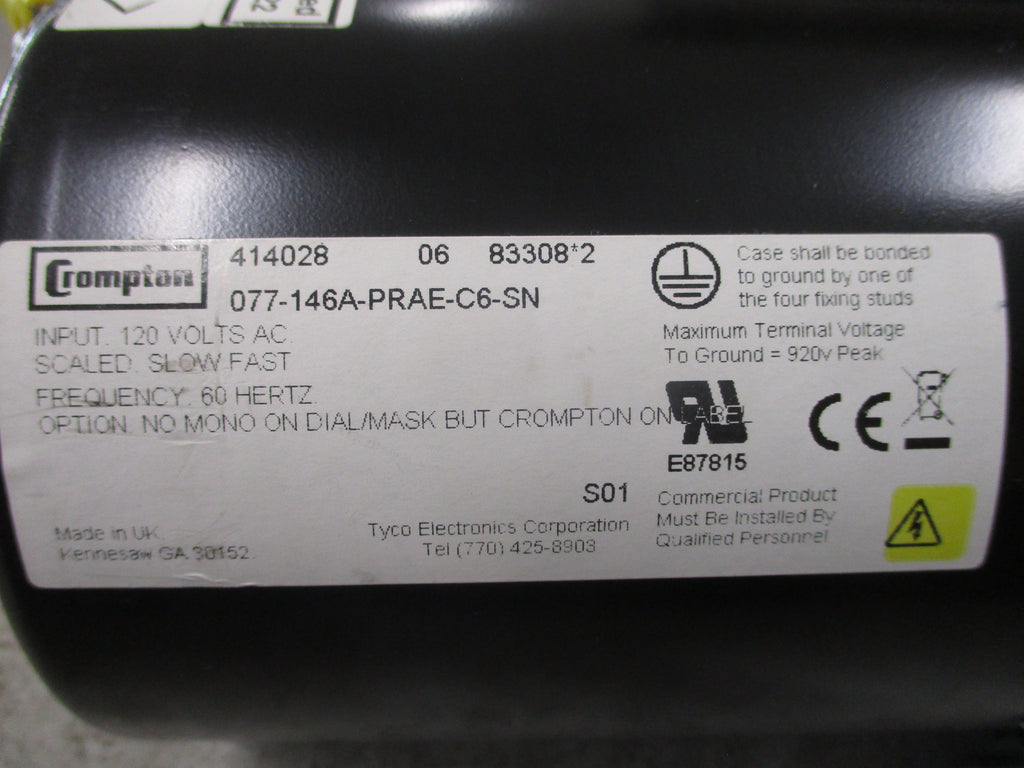 22
Crompton
414028 06 83308*2
077-146A-PRAE-C6-SN
INPUT: 120 VOLTS AC.
SCALED: SLOW FAST
FREQUENCY: 60 HERTZ.
OPTION: NO MONO ON DIAL/MASK BUT CROMPTON ON LABEL
Case shall be bonded
to ground by one of
the four fixing studs
Maximum Terminal Voltage
To Ground = 920v Peak
E87815
CE
S01
Made in UK.
Kennesaw GA 30152.
Tyco Electronics Corporation
Tel (770) 425-8903
Commercial Product
Must Be Installed By
Qualified Personnel